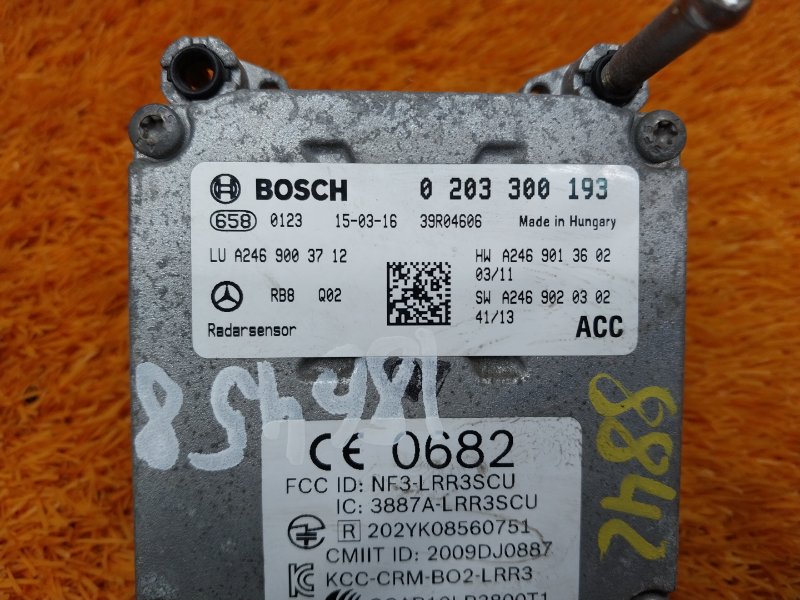 BOSCH 0 203 300 193
658 0123 15-03-16 39R04606 Made in Hungary
LU A246 900 37 12 HW A246 901 36 02
03/11
RB8 Q02 SW A246 902 03 02
41/13
Radarsensor ACC
8842
CE 0682
FCC ID: NF3-LRR3SCU
IC: 3887A-LRR3SCU
R 202YK08560751
CMIIT ID: 2009DJ0887
KCC-CRM-BO2-LRR3